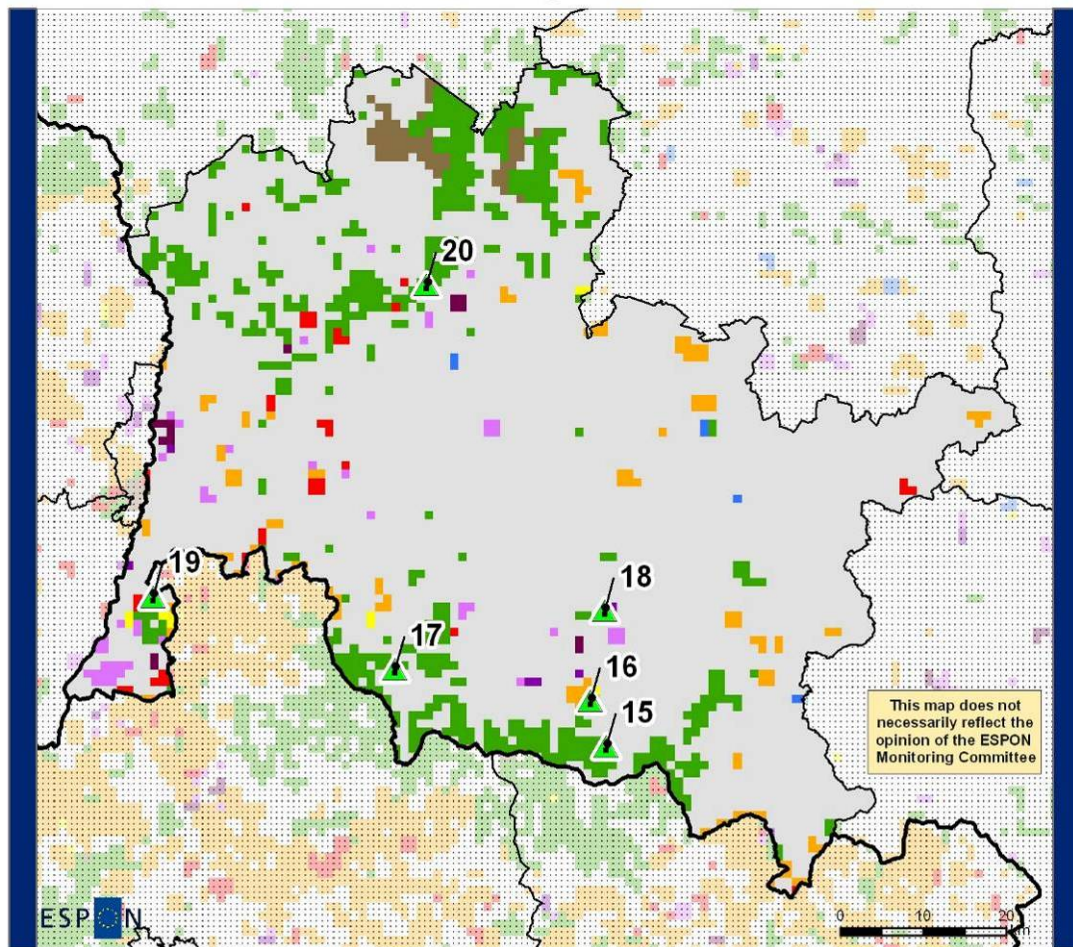 20
19
18
17
16
15
This map does not
necessarily reflect the
opinion of the ESPON
Monitoring Committee
ESPON
0 10 20